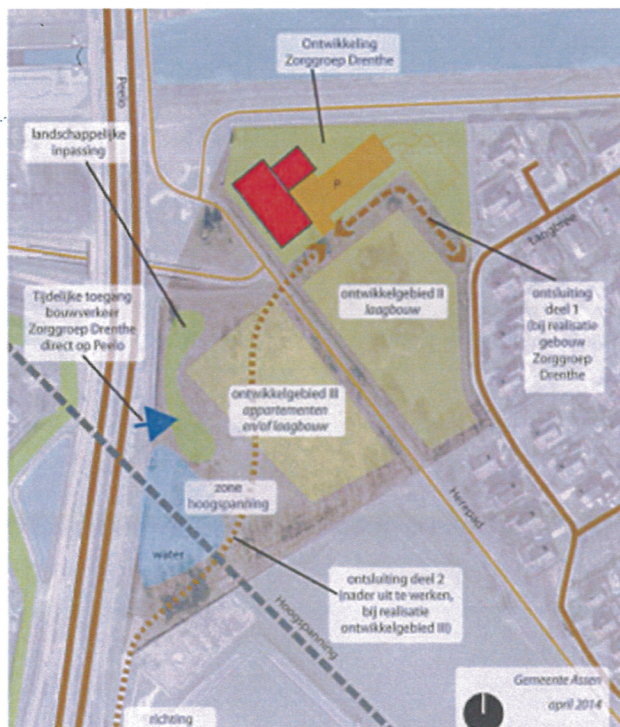 Ontwikkeling
Zorggroep Drenthe
Peelo
landschappelijke
inpassing
P
Langtree
Tijdelijke toegang
bouwverkeer
Zorggroep Drenthe
direct op Peelo
ontwikkelgebied II
laagbouw
ontsluiting
deel 1
(bij realisatie
gebouw
Zorggroep
Drenthe
ontwikkelgebied III
appartementen
en/of laagbouw
zone
hoogspanning
Herepad
water
ontsluiting deel 2
(nader uit te werken,
bij realisatie
ontwikkelgebied III)
Hoogspanning
Gemeente Assen
april 2014
richting